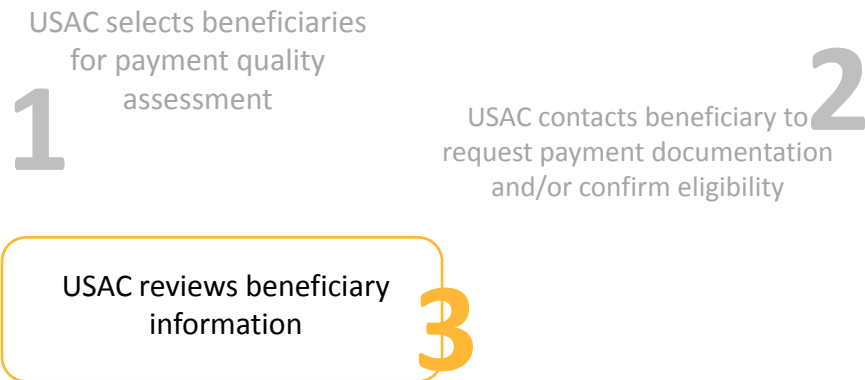 USAC selects beneficiaries
for payment quality
assessment
1
2
USAC contacts beneficiary to
request payment documentation
and/or confirm eligibility
USAC reviews beneficiary
information
3